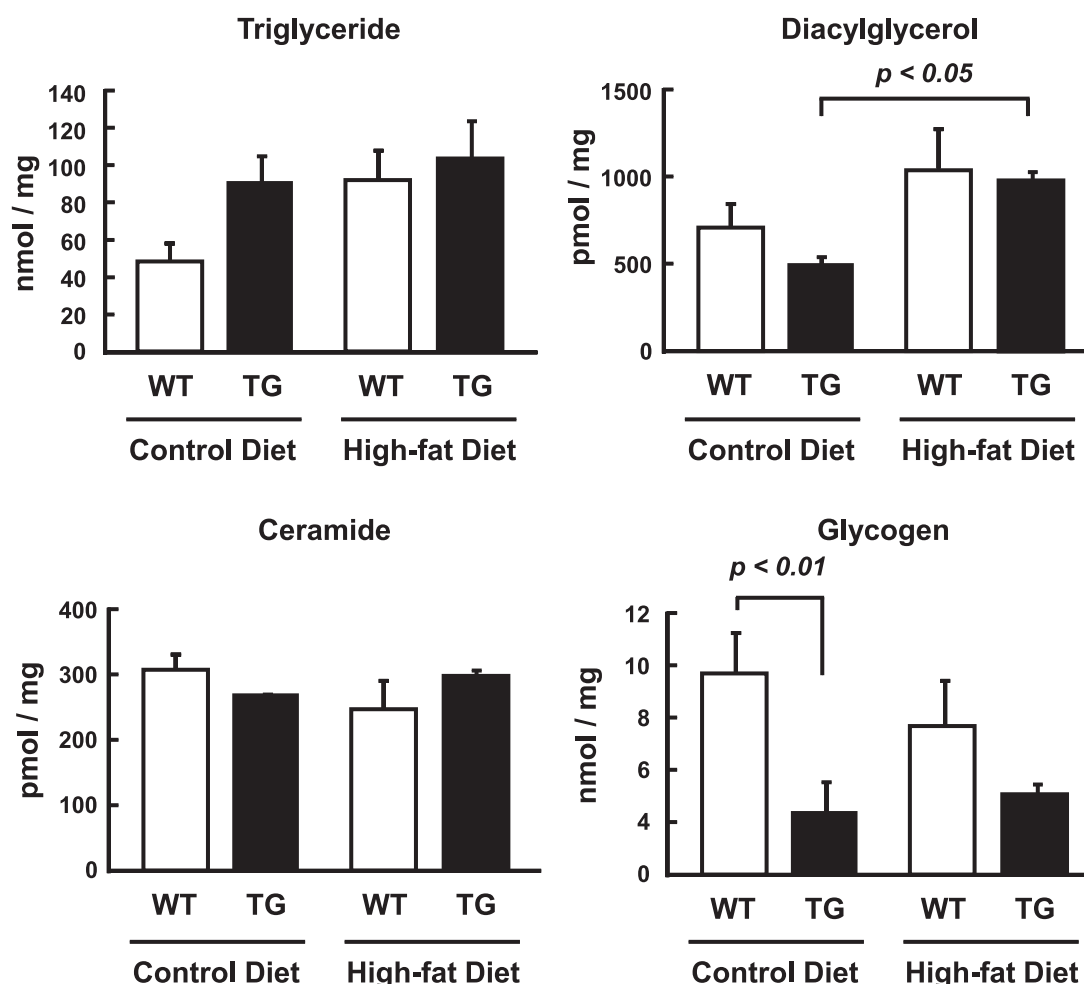 Triglyceride
nmol / mg
140
120
100
80
60
40
20
0
WT TG WT TG
Control Diet High-fat Diet
Diacylglycerol
p < 0.05
pmol / mg
1500
1000
500
0
WT TG WT TG
Control Diet High-fat Diet
Ceramide
pmol / mg
400
300
200
100
0
WT TG WT TG
Control Diet High-fat Diet
Glycogen
p < 0.01
nmol / mg
12
10
8
6
4
0
WT TG WT TG
Control Diet High-fat Diet